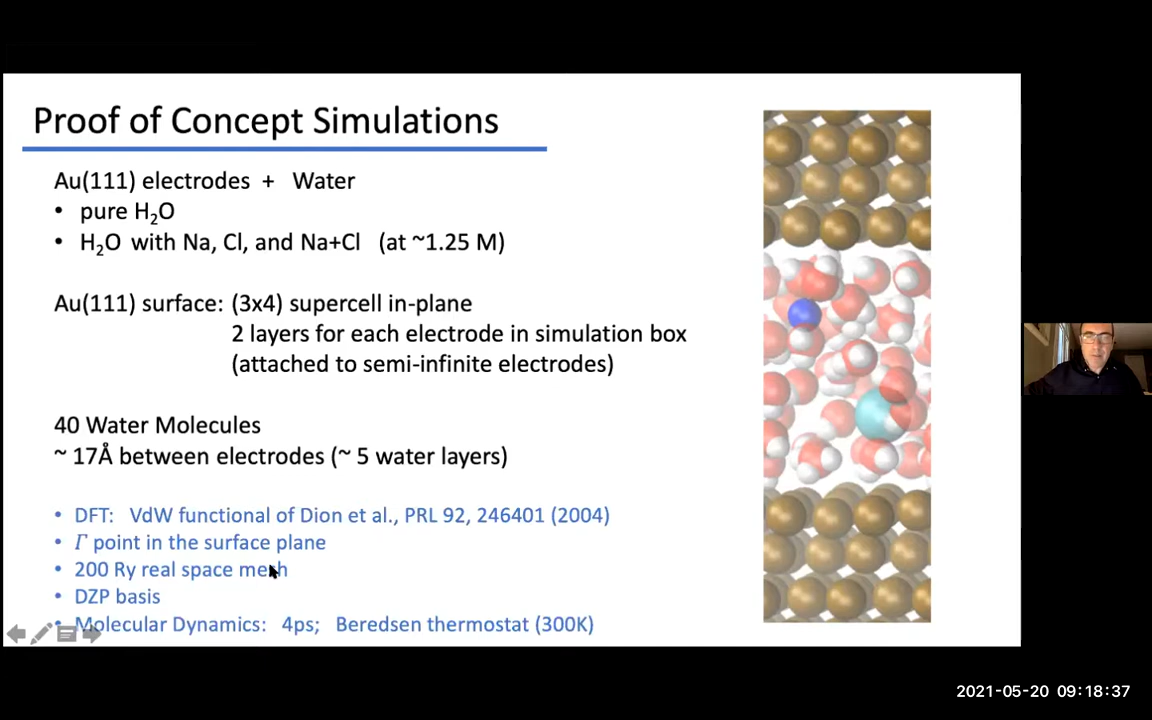 Proof of Concept Simulations
Au(111) electrodes + Water
• pure H₂O
• H₂O with Na, Cl, and Na+Cl (at ~1.25 M)
Au(111) surface: (3x4) supercell in-plane
2 layers for each electrode in simulation box
(attached to semi-infinite electrodes)
40 Water Molecules
~ 17Å between electrodes (~ 5 water layers)
• DFT: VdW functional of Dion et al., PRL 92, 246401 (2004)
• Γ point in the surface plane
• 200 Ry real space mesh
• DZP basis
• Molecular Dynamics: 4ps; Beredsen thermostat (300K)
2021-05-20 09:18:37